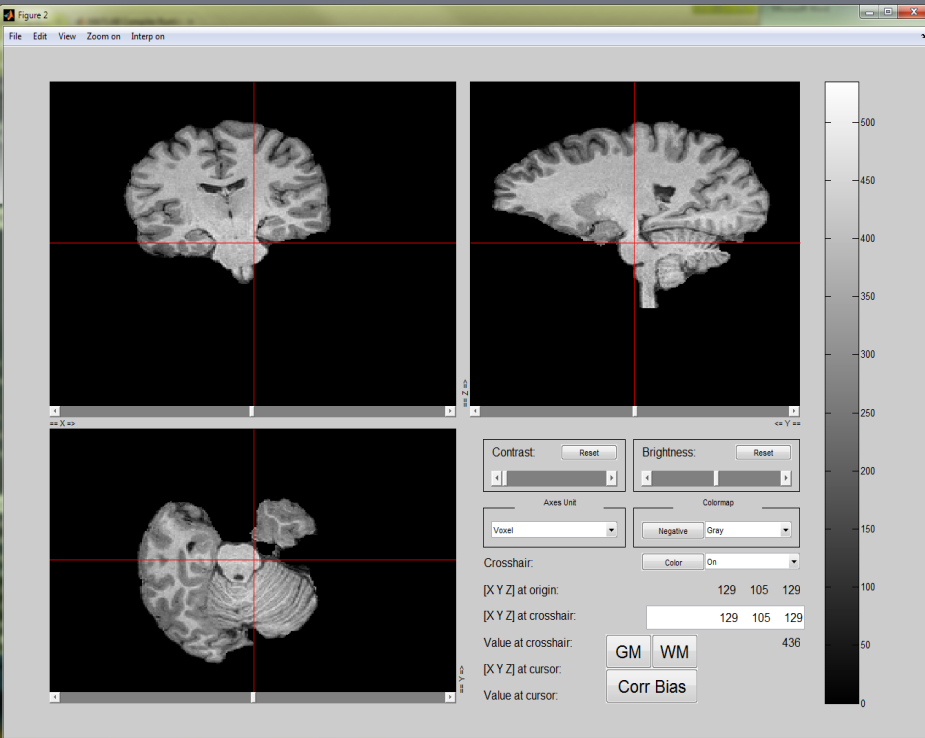 Figure 2
File Edit View Zoom on Interp on
500
450
400
350
300
250
200
150
100
50
0
== X =>
== Z =>
<= Y ==
== Y =>
Contrast: Reset
Brightness: Reset
Axes Unit
Voxel
Colormap
Negative Gray
Crosshair: Color On
[X Y Z] at origin: 129 105 129
[X Y Z] at crosshair: 129 105 129
Value at crosshair: 436
GM WM
[X Y Z] at cursor:
Corr Bias
Value at cursor: